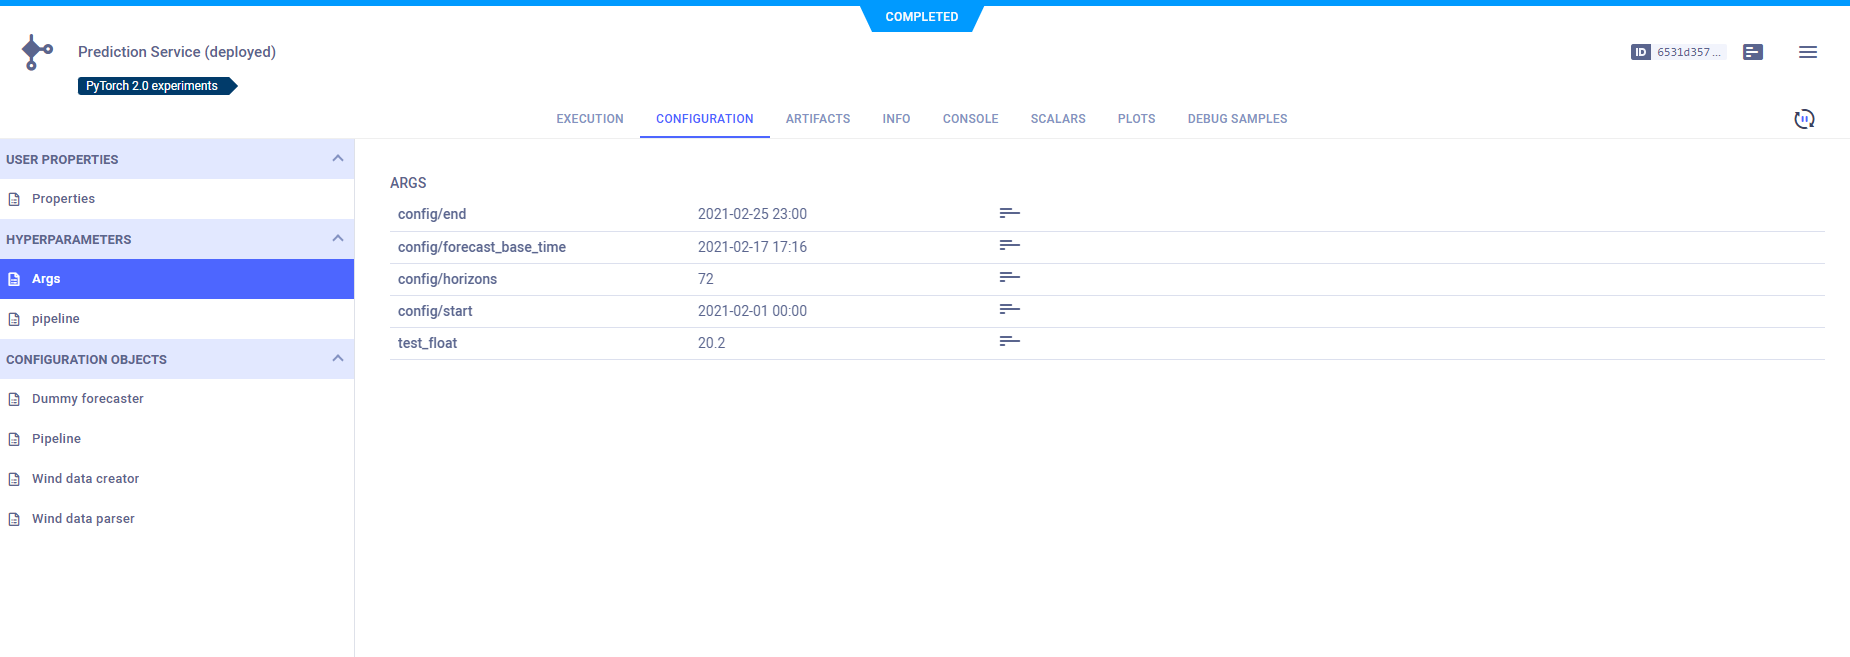 COMPLETED
Prediction Service (deployed)
ID 6531d357 ...
PyTorch 2.0 experiments
EXECUTION CONFIGURATION ARTIFACTS INFO CONSOLE SCALARS PLOTS DEBUG SAMPLES
USER PROPERTIES
Properties
HYPERPARAMETERS
Args
pipeline
CONFIGURATION OBJECTS
Dummy forecaster
Pipeline
Wind data creator
Wind data parser
ARGS
config/end 2021-02-25 23:00
config/forecast_base_time 2021-02-17 17:16
config/horizons 72
config/start 2021-02-01 00:00
test_float 20.2